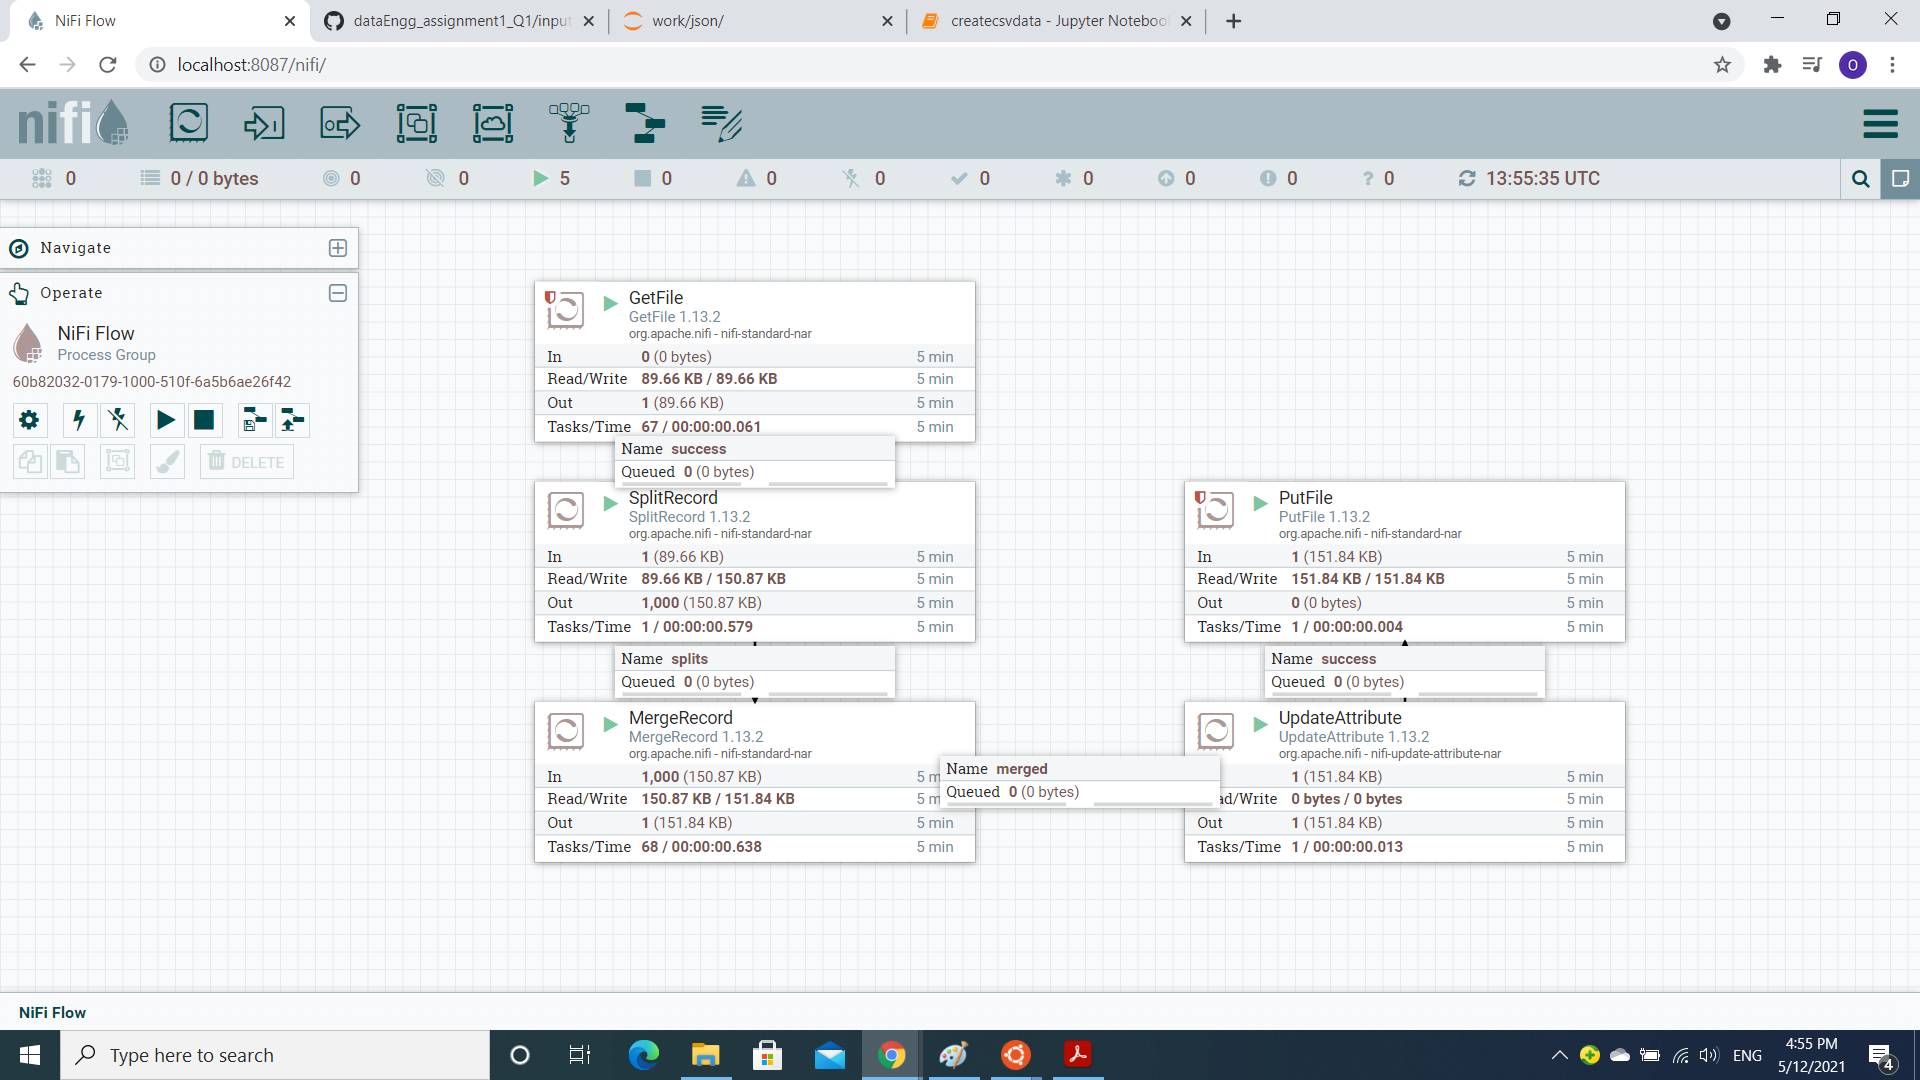 NiFi Flow
dataEngg_assignment1_Q1/input
work/json/
createcsvdata - Jupyter Notebook
localhost:8087/nifi/
O
nifi
0
0 / 0 bytes
0
0
5
0
0
0
0
0
0
0
? 0
13:55:35 UTC
Navigate
Operate
NiFi Flow
Process Group
60b82032-0179-1000-510f-6a5b6ae26f42
DELETE
GetFile
GetFile 1.13.2
org.apache.nifi - nifi-standard-nar
In 0 (0 bytes) 5 min
Read/Write 89.66 KB / 89.66 KB 5 min
Out 1 (89.66 KB) 5 min
Tasks/Time 67 / 00:00:00.061 5 min
Name success
Queued 0 (0 bytes)
SplitRecord
SplitRecord 1.13.2
org.apache.nifi - nifi-standard-nar
In 1 (89.66 KB) 5 min
Read/Write 89.66 KB / 150.87 KB 5 min
Out 1,000 (150.87 KB) 5 min
Tasks/Time 1 / 00:00:00.579 5 min
Name splits
Queued 0 (0 bytes)
MergeRecord
MergeRecord 1.13.2
org.apache.nifi - nifi-standard-nar
In 1,000 (150.87 KB) 5 m
Read/Write 150.87 KB / 151.84 KB 5 m
Out 1 (151.84 KB) 5 min
Tasks/Time 68 / 00:00:00.638 5 min
Name merged
Queued 0 (0 bytes)
PutFile
PutFile 1.13.2
org.apache.nifi - nifi-standard-nar
In 1 (151.84 KB) 5 min
Read/Write 151.84 KB / 151.84 KB 5 min
Out 0 (0 bytes) 5 min
Tasks/Time 1 / 00:00:00.004 5 min
Name success
Queued 0 (0 bytes)
UpdateAttribute
UpdateAttribute 1.13.2
org.apache.nifi - nifi-update-attribute-nar
1 (151.84 KB) 5 min
ad/Write 0 bytes / 0 bytes 5 min
Out 1 (151.84 KB) 5 min
Tasks/Time 1 / 00:00:00.013 5 min
NiFi Flow
Type here to search
ENG
4:55 PM
5/12/2021
4